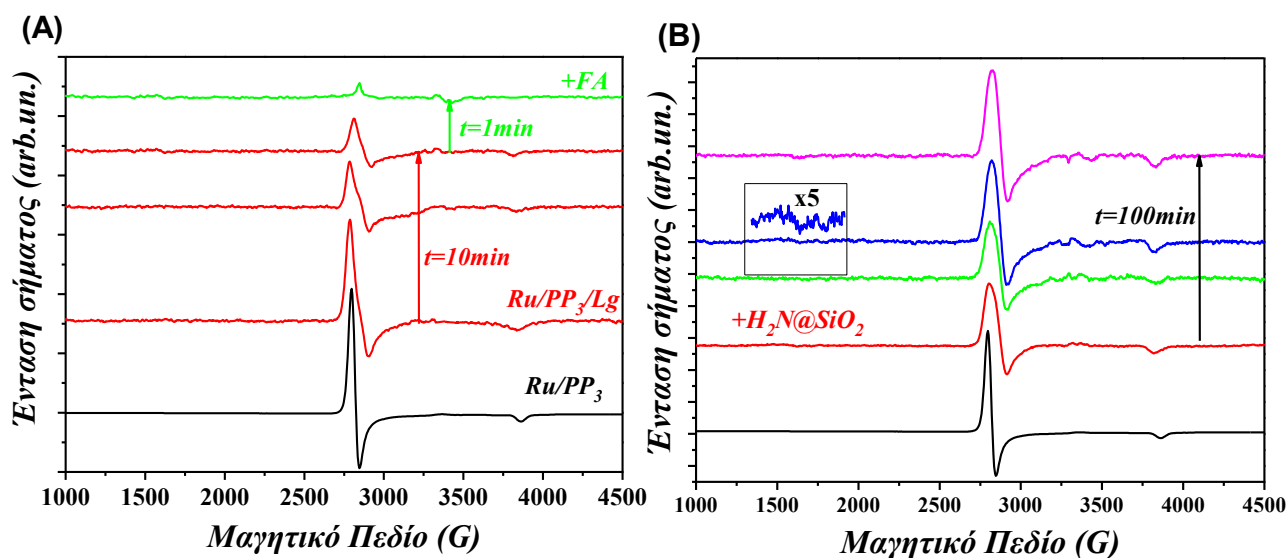 (A)
Ένταση σήματος (arb.un.)
+FA
t=1min
t=10min
Ru/PP3/Lg
Ru/PP3
1000 1500 2000 2500 3000 3500 4000 4500
Μαγητικό Πεδίο (G)
(B)
Ένταση σήματος (arb.un.)
x5
t=100min
+H2N@SiO2
1000 1500 2000 2500 3000 3500 4000 4500
Μαγητικό Πεδίο (G)